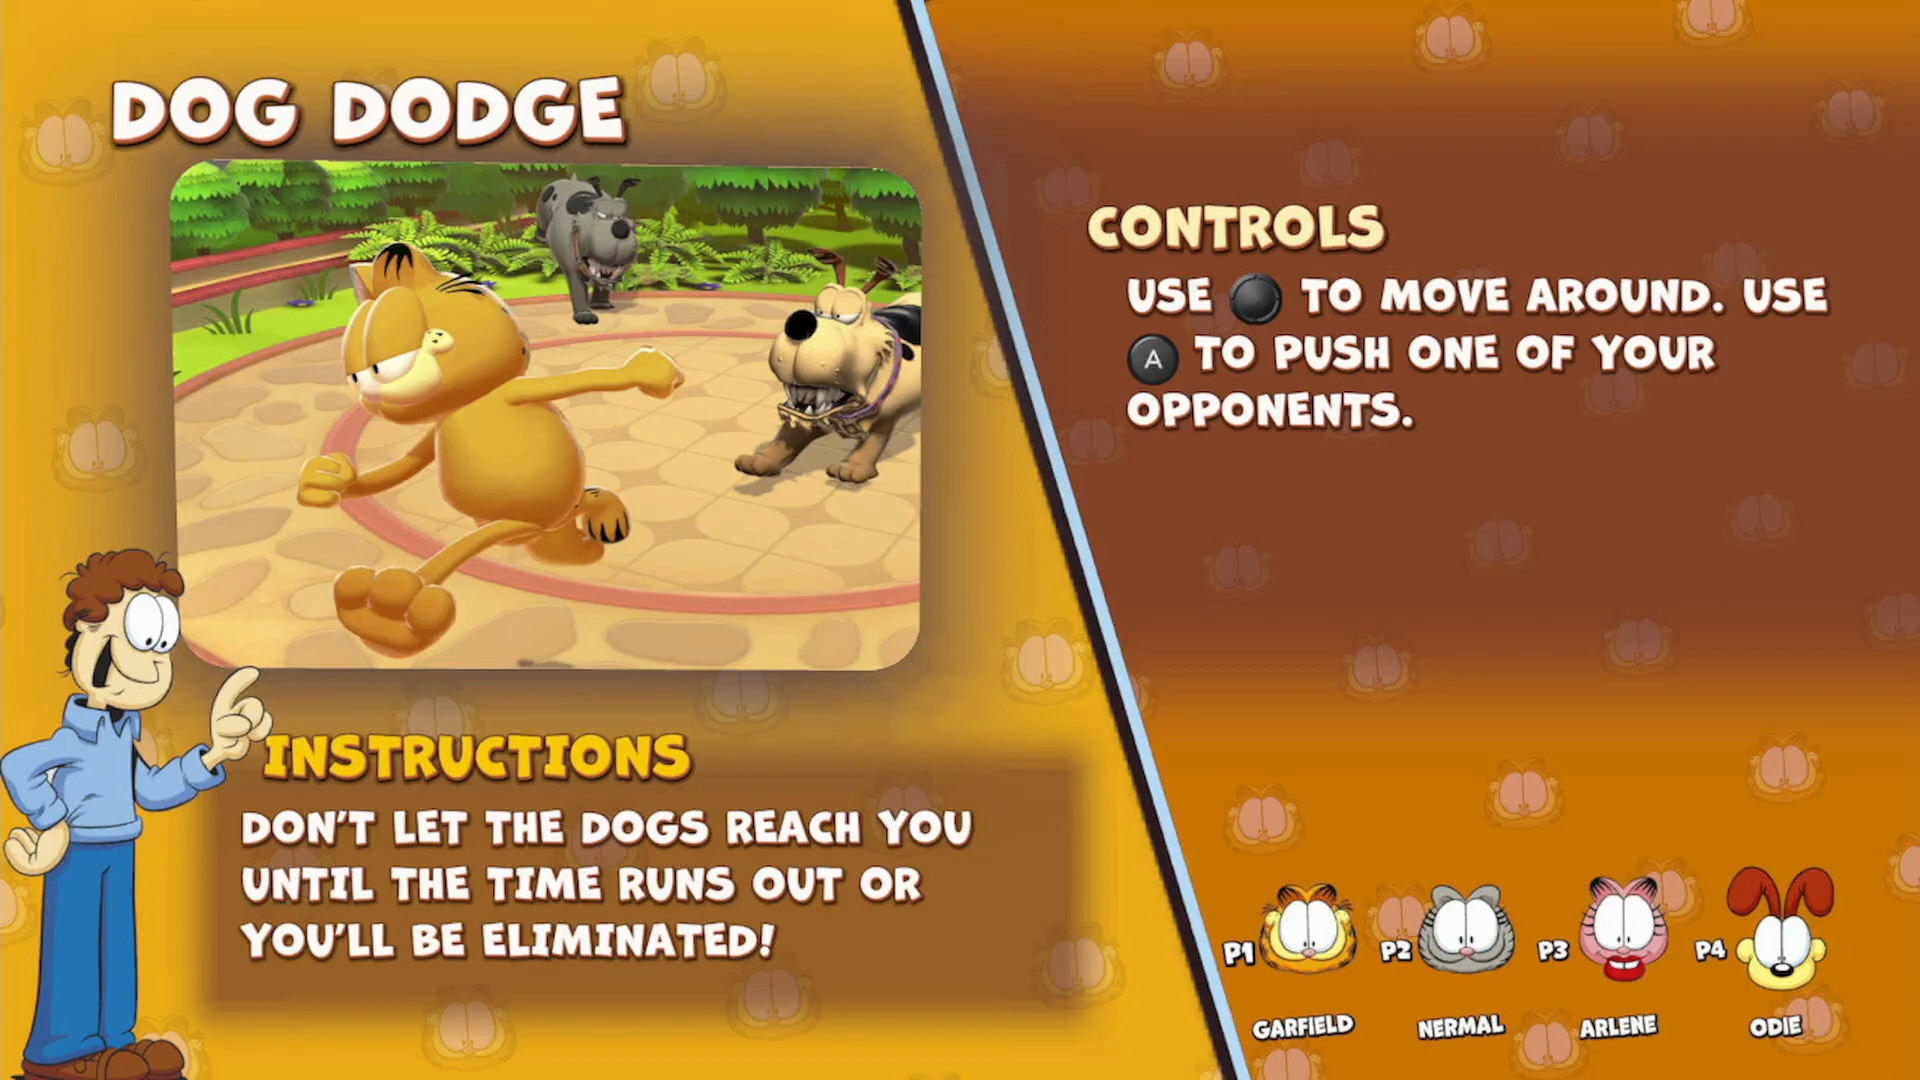 DOG DODGE
INSTRUCTIONS
DON'T LET THE DOGS REACH YOU
UNTIL THE TIME RUNS OUT OR
YOU'LL BE ELIMINATED!
CONTROLS
USE TO MOVE AROUND. USE
A TO PUSH ONE OF YOUR
OPPONENTS.
P1 P2 P3 P4
GARFIELD NERMAL ARLENE ODIE